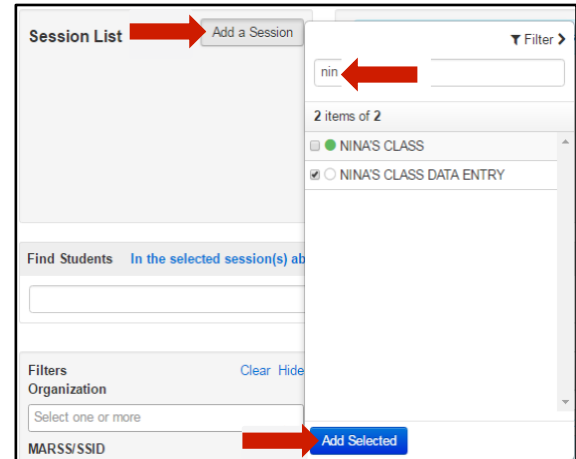 Session List
Add a Session
Filter
nin
2 items of 2
NINA'S CLASS
NINA'S CLASS DATA ENTRY
Find Students In the selected session(s) ab
Filters
Clear Hide
Organization
Select one or more
MARSS/SSID
Add Selected